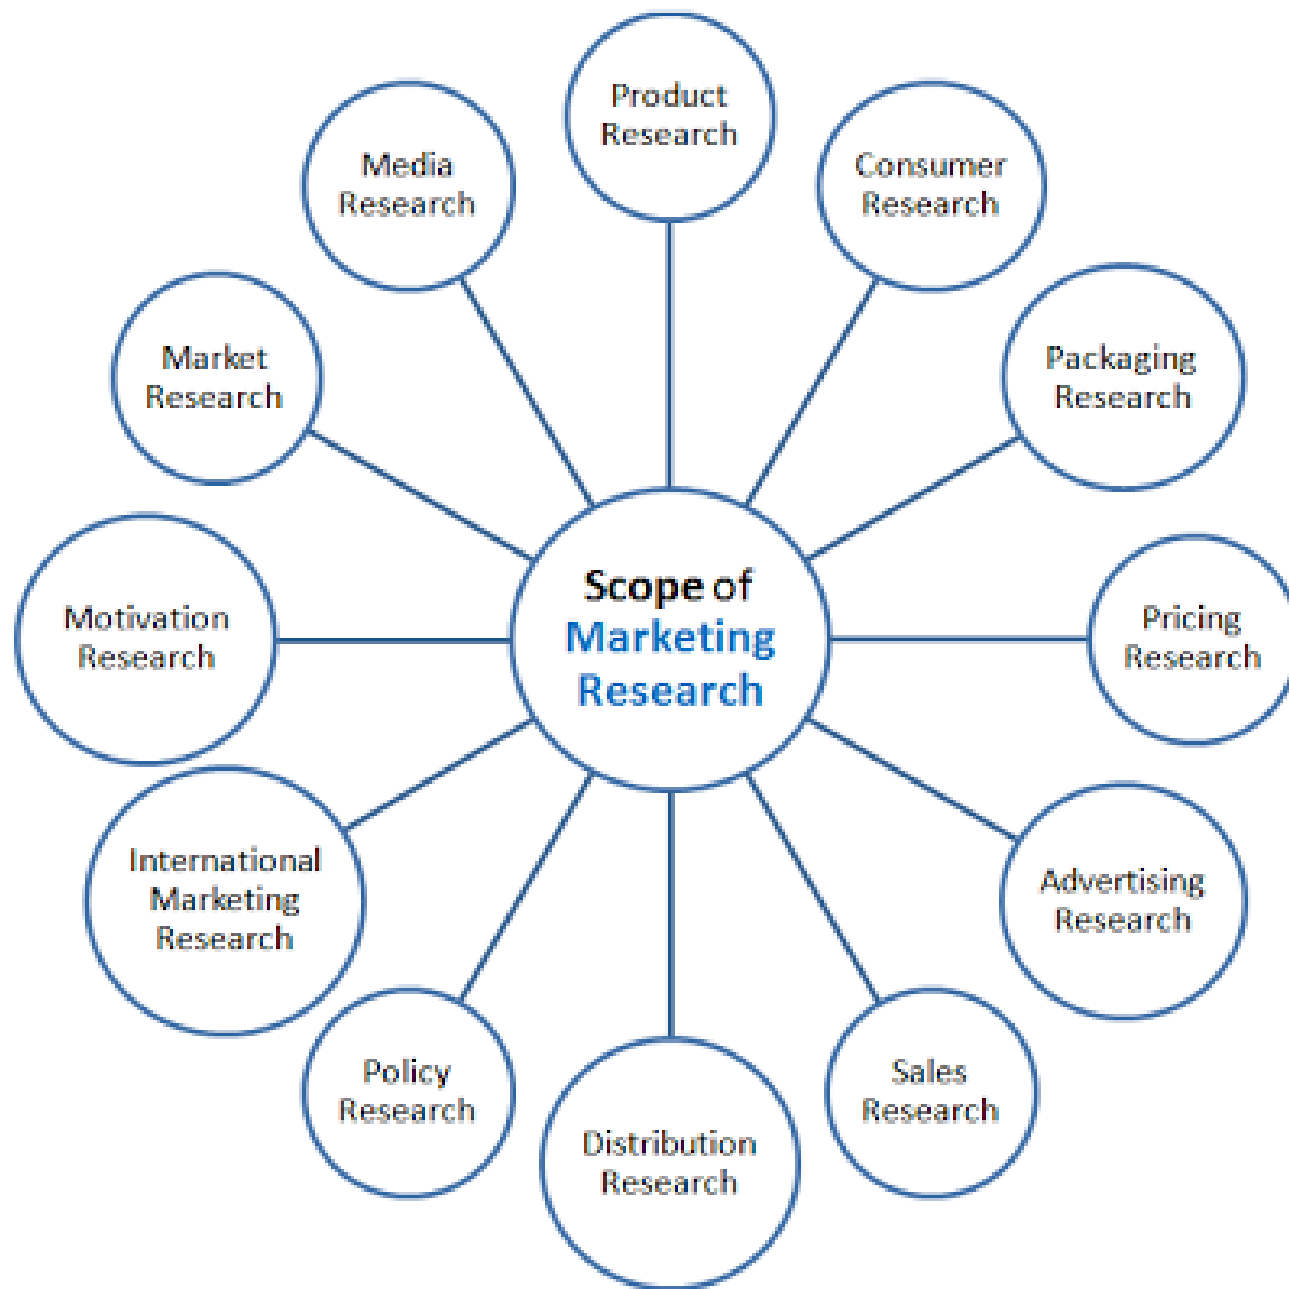 Product
Research
Consumer
Research
Packaging
Research
Pricing
Research
Advertising
Research
Sales
Research
Distribution
Research
Policy
Research
International
Marketing
Research
Motivation
Research
Market
Research
Media
Research
Scope of
Marketing
Research